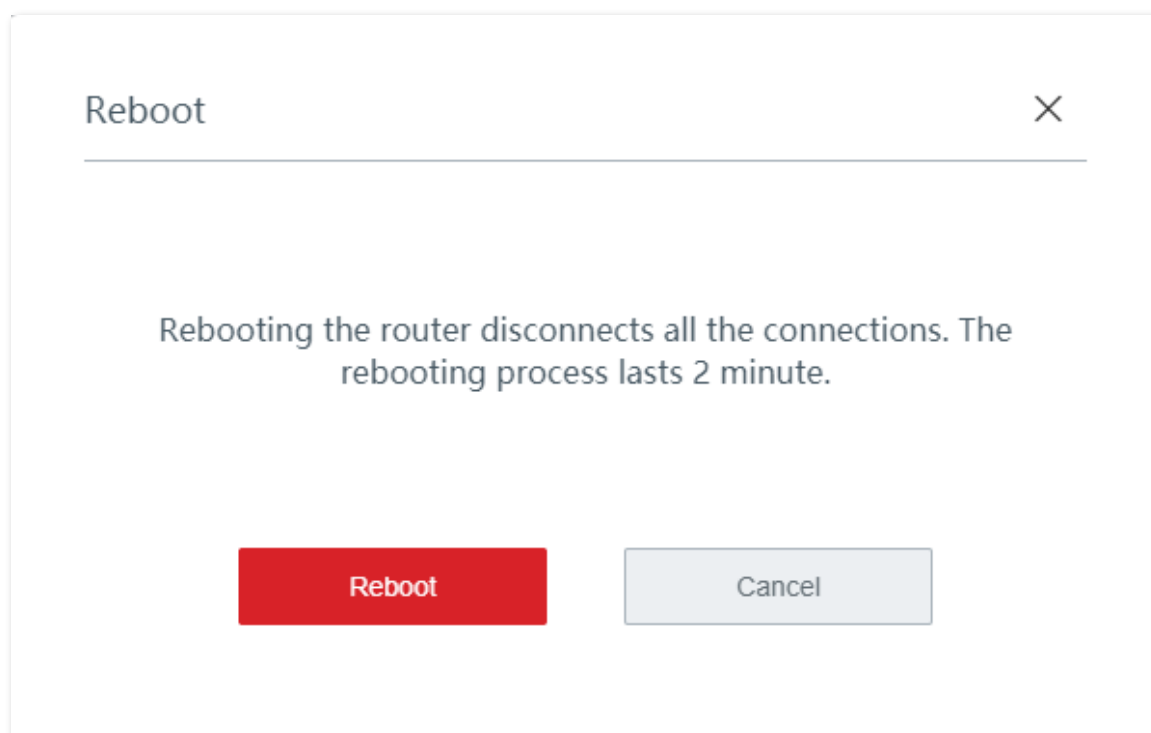 Reboot
Rebooting the router disconnects all the connections. The
rebooting process lasts 2 minute.
Reboot
Cancel